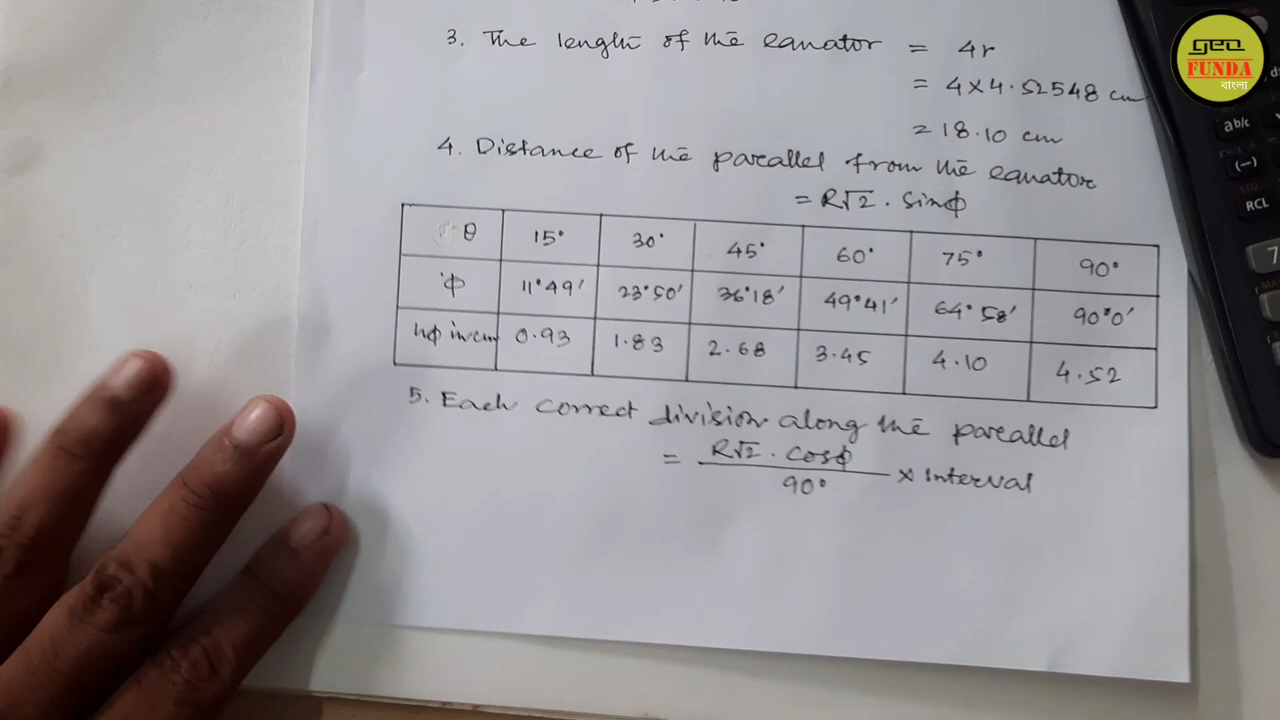 3. The length of the equator = 4r
= 4×4.52548 cm
= 18.10 cm
4. Distance of the parallel from the equator
= R√2 . Sinϕ
θ 15° 30° 45° 60° 75° 90°
ϕ 11°49' 23°50' 36°18' 49°41' 64°58' 90°0'
hϕ in cm 0.93 1.83 2.68 3.45 4.10 4.52
5. Each correct division along the parallel
= R√2 . cosϕ / 90° × Interval
geo
FUNDA
বাংলা
ab/c
(−)
RCL
7